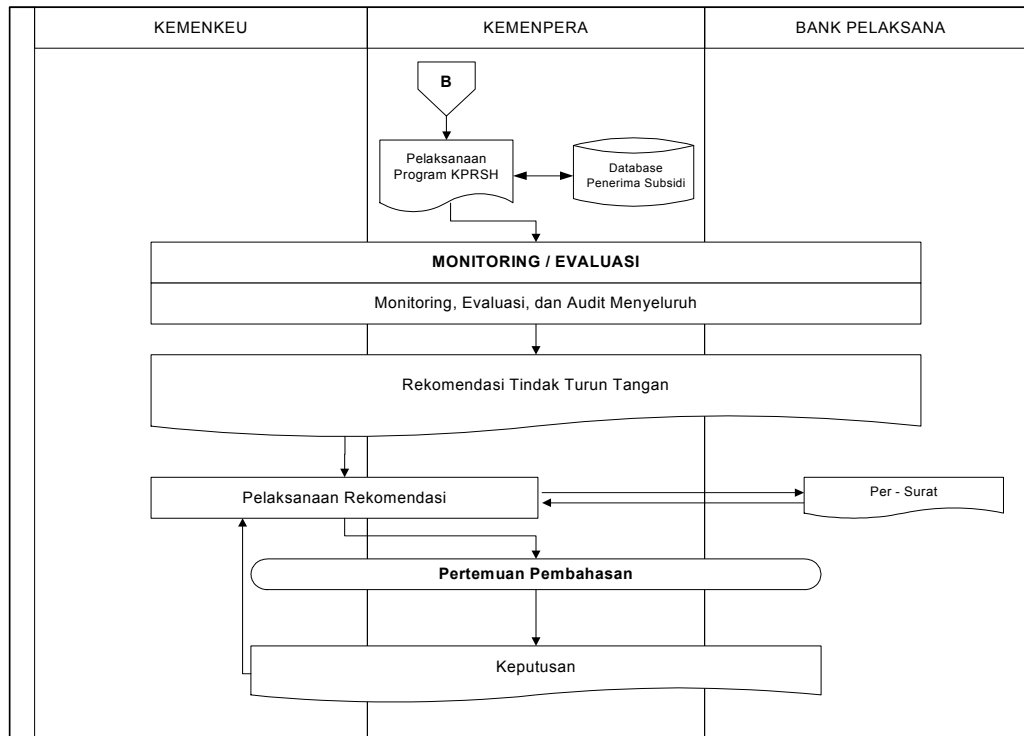 KEMENKEU
KEMENPERA
BANK PELAKSANA
B
Pelaksanaan
Program KPRSH
Database
Penerima Subsidi
MONITORING / EVALUASI
Monitoring, Evaluasi, dan Audit Menyeluruh
Rekomendasi Tindak Turun Tangan
Pelaksanaan Rekomendasi
Per - Surat
Pertemuan Pembahasan
Keputusan